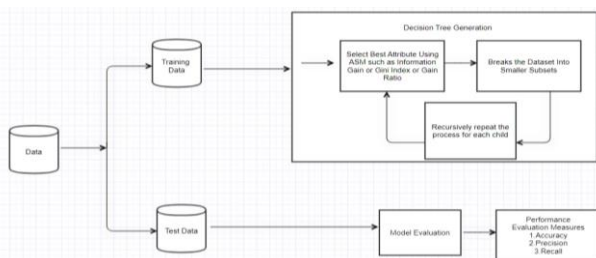 Decision Tree Generation
Training
Data
Select Best Attribute Using
ASM such as Information
Gain or Gini Index or Gain
Ratio
Breaks the Dataset Into
Smaller Subsets
Recursively repeat the
process for each child
Data
Test Data
Model Evaluation
Performance
Evaluation Measures
1.Accuracy
2.Precision
3.Recall